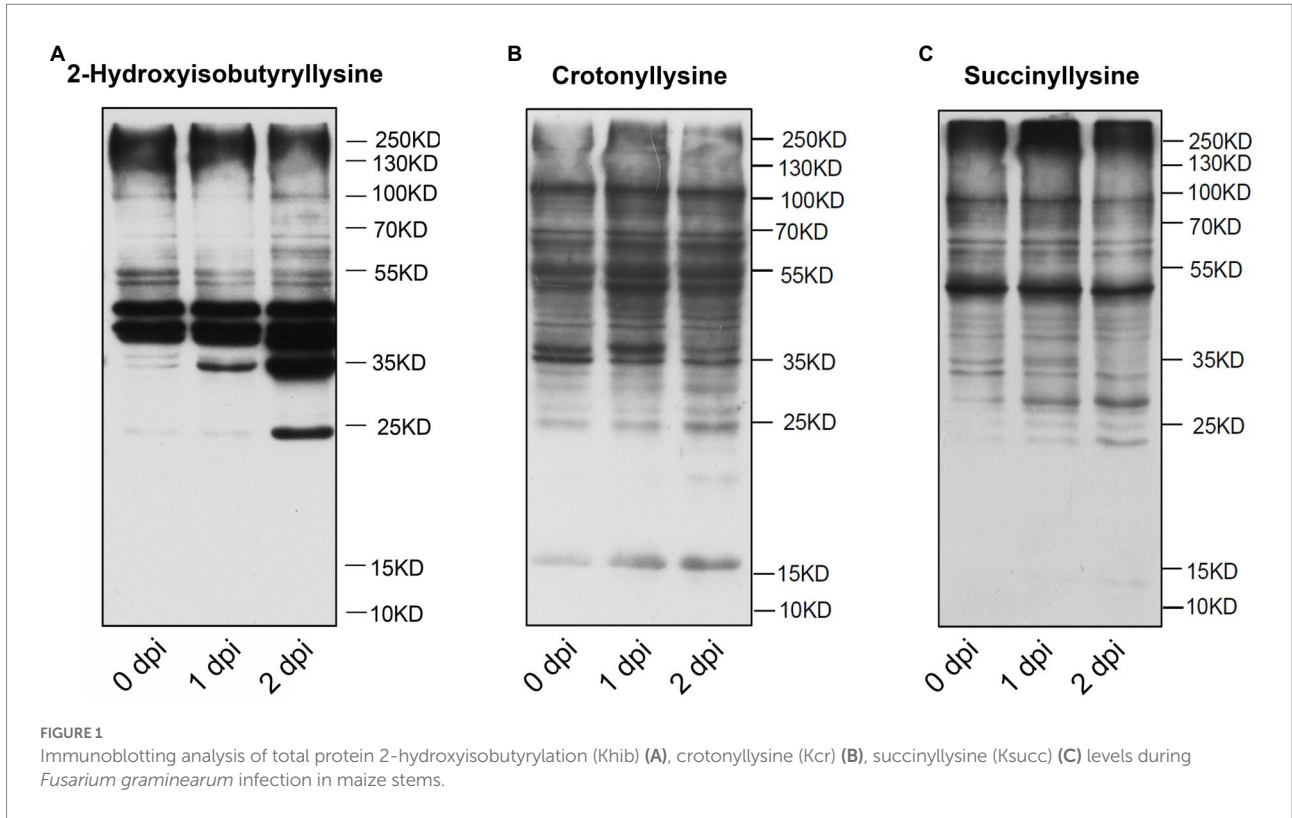 A
2-Hydroxyisobutyryllysine
250KD
130KD
100KD
70KD
55KD
35KD
25KD
15KD
10KD
0 dpi
1 dpi
2 dpi
B
Crotonyllysine
250KD
130KD
100KD
70KD
55KD
35KD
25KD
15KD
10KD
0 dpi
1 dpi
2 dpi
C
Succinyllysine
250KD
130KD
100KD
70KD
55KD
35KD
25KD
15KD
10KD
0 dpi
1 dpi
2 dpi
FIGURE 1
Immunoblotting analysis of total protein 2-hydroxyisobutyrylation (Khib) (A), crotonyllysine (Kcr) (B), succinyllysine (Ksucc) (C) levels during
Fusarium graminearum infection in maize stems.